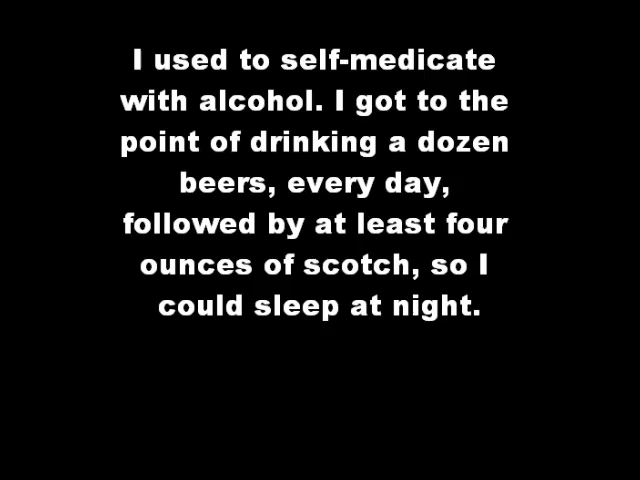 I used to self-medicate
with alcohol. I got to the
point of drinking a dozen
beers, every day,
followed by at least four
ounces of scotch, so I
could sleep at night.